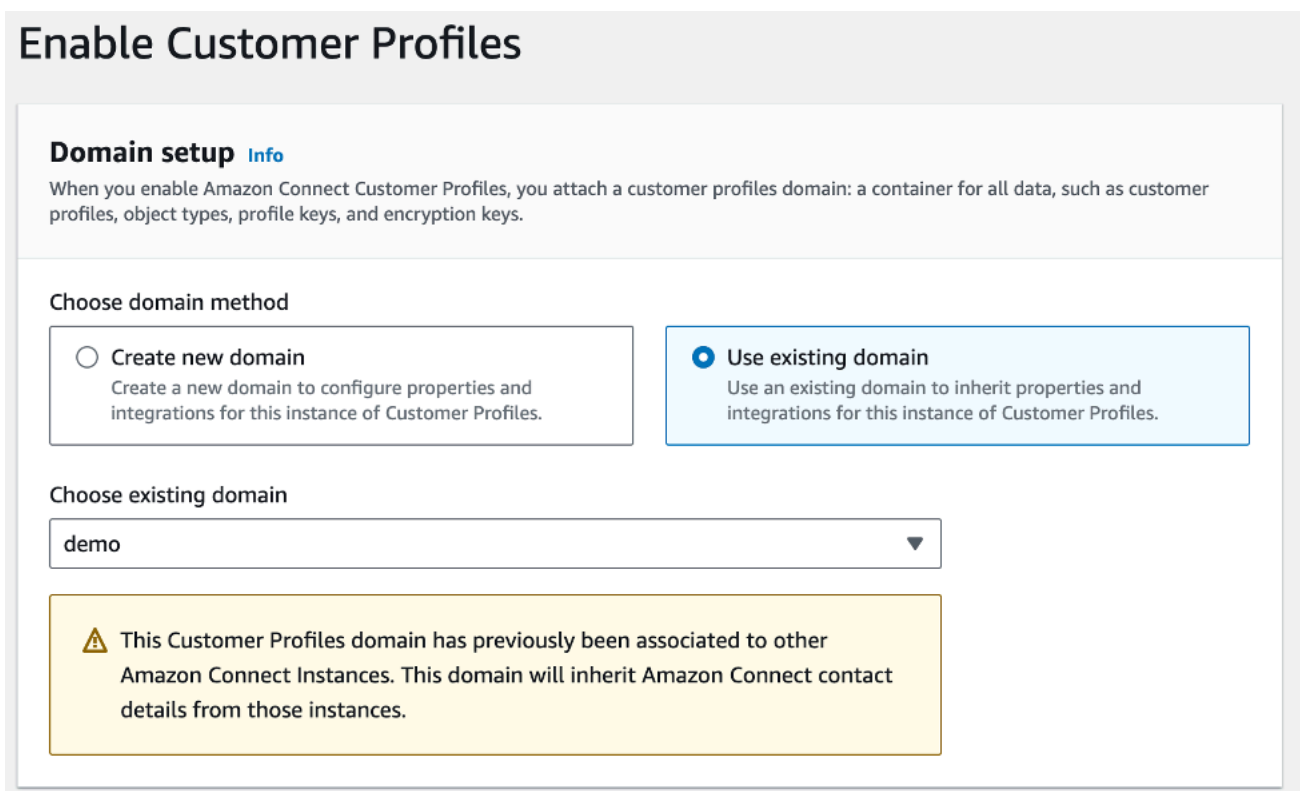 Enable Customer Profiles
Domain setup Info
When you enable Amazon Connect Customer Profiles, you attach a customer profiles domain: a container for all data, such as customer
profiles, object types, profile keys, and encryption keys.
Choose domain method
Create new domain
Create a new domain to configure properties and
integrations for this instance of Customer Profiles.
Use existing domain
Use an existing domain to inherit properties and
integrations for this instance of Customer Profiles.
Choose existing domain
demo
This Customer Profiles domain has previously been associated to other
Amazon Connect Instances. This domain will inherit Amazon Connect contact
details from those instances.